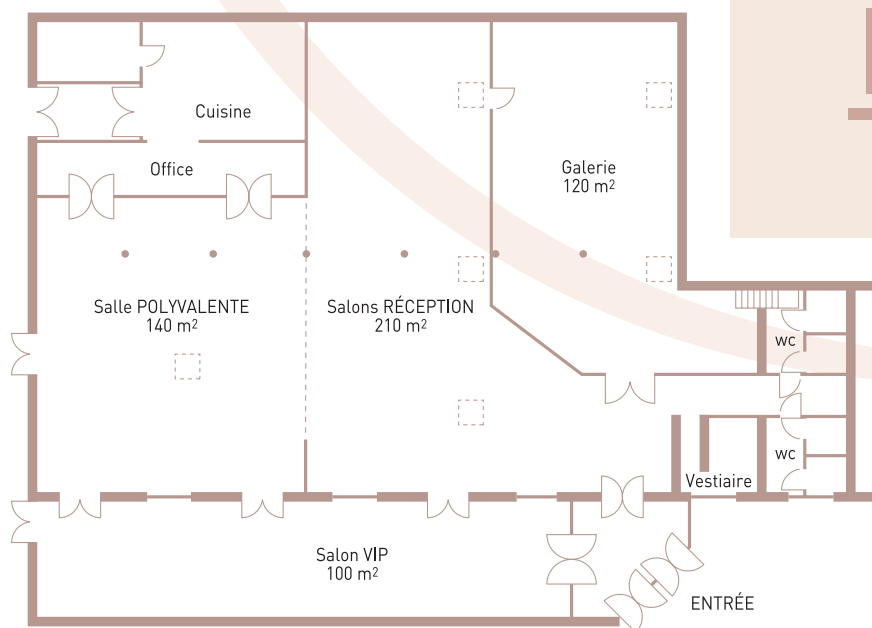 Cuisine
Office
Galerie
120 m²
Salle POLYVALENTE
140 m²
Salons RÉCEPTION
210 m²
wc
wc
Vestiaire
Salon VIP
100 m²
ENTRÉE